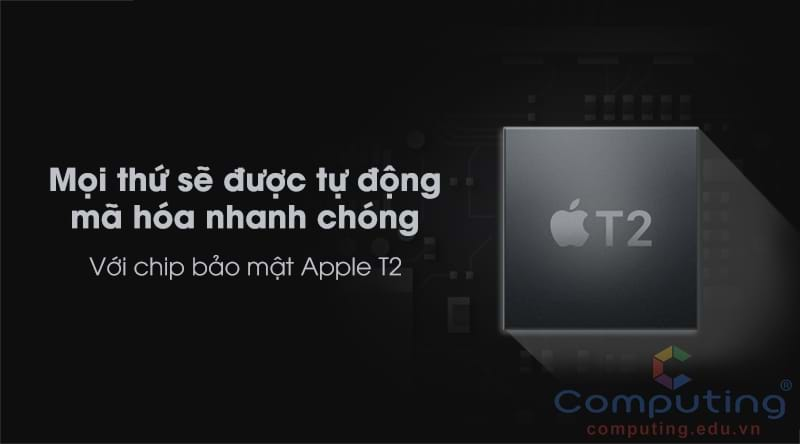 Mọi thứ sẽ được tự động
mã hóa nhanh chóng
Với chip bảo mật Apple T2
T2
Computing®
computing.edu.vn